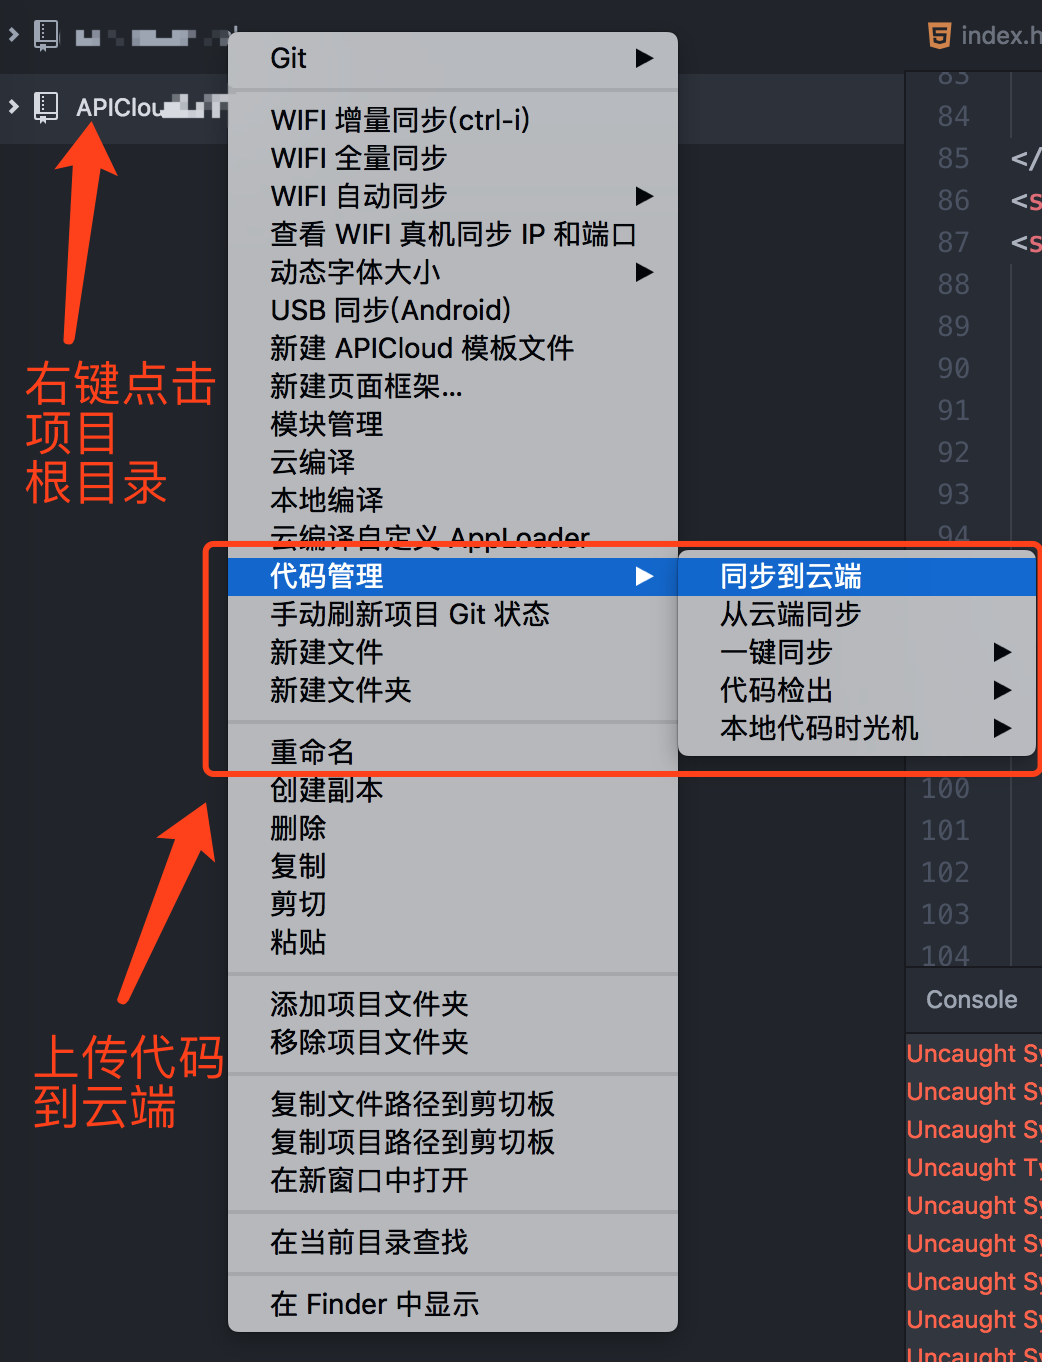 index.h
APIClou
Git
WIFI 增量同步(ctrl-i)
WIFI 全量同步
WIFI 自动同步
查看 WIFI 真机同步 IP 和端口
动态字体大小
USB 同步(Android)
新建 APICloud 模板文件
新建页面框架...
模块管理
云编译
本地编译
云编译自定义 AppLoader
代码管理
手动刷新项目 Git 状态
新建文件
新建文件夹
重命名
创建副本
删除
复制
剪切
粘贴
添加项目文件夹
移除项目文件夹
复制文件路径到剪切板
复制项目路径到剪切板
在新窗口中打开
在当前目录查找
在 Finder 中显示
同步到云端
从云端同步
一键同步
代码检出
本地代码时光机
右键点击
项目
根目录
上传代码
到云端
83
84
85 </
86 <s
87 <s
88
89
90
91
92
93
94
100
101
102
103
104
Console
Uncaught Sy
Uncaught Sy
Uncaught Sy
Uncaught Ty
Uncaught Sy
Uncaught Sy
Uncaught Sy
Uncaught Sy
Uncaught Sy